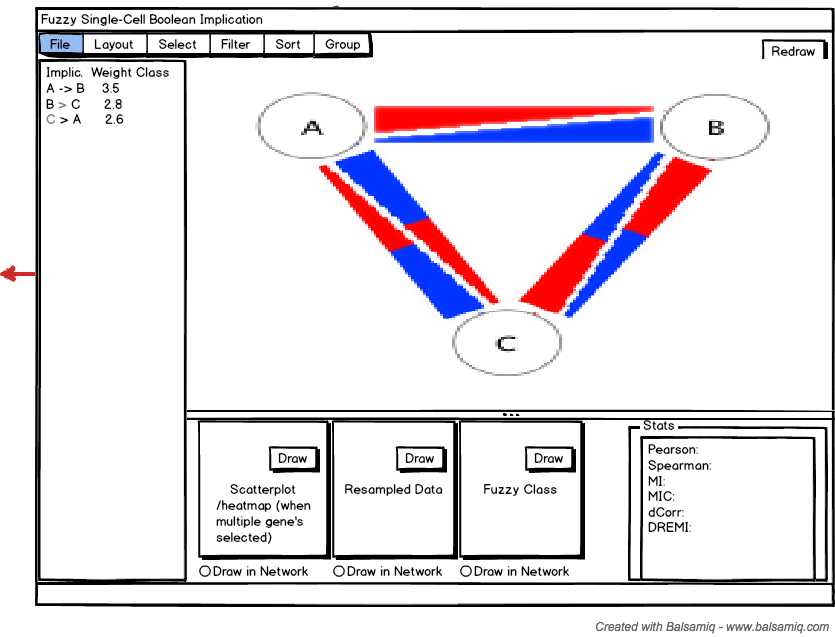 Fuzzy Single-Cell Boolean Implication
File Layout Select Filter Sort Group
Redraw
Implic. Weight Class
A -> B 3.5
B > C 2.8
C > A 2.6
A
B
C
Draw
Scatterplot
/heatmap (when
multiple gene's
selected)
Draw in Network
Draw
Resampled Data
Draw in Network
Draw
Fuzzy Class
Draw in Network
Stats
Pearson:
Spearman:
MI:
MIC:
dCorr:
DREMI:
Created with Balsamiq - www.balsamiq.com